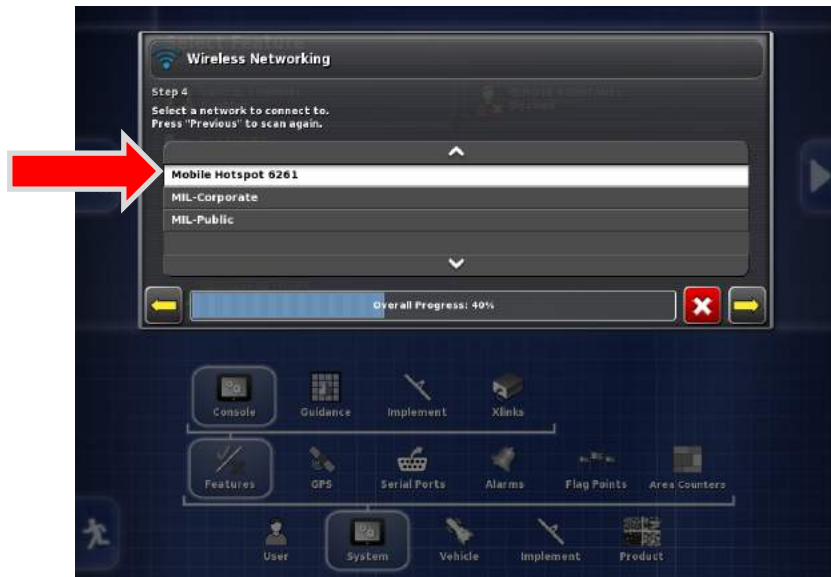 Wireless Networking
Step 4
Select a network to connect to.
Press "Previous" to scan again.
Mobile Hotspot 6261
MIL-Corporate
MIL-Public
Overall Progress: 40%
Console Guidance Implement Xlinks
Features GPS Serial Ports Alarms Flag Points Area Counters
User System Vehicle Implement Product